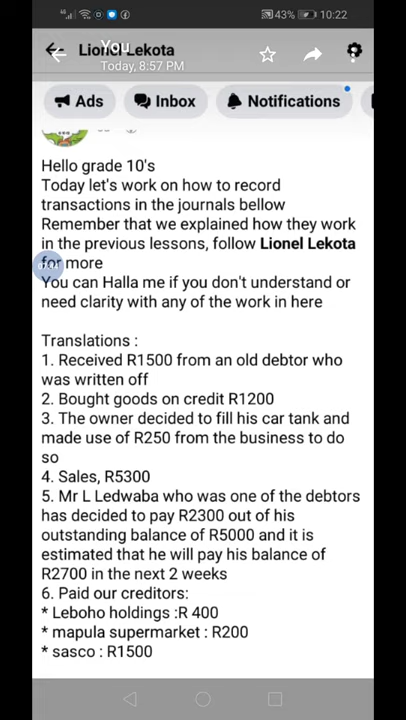 4G 43% 10:22
Lionel Lekota
You
Today, 8:57 PM
Ads Inbox Notifications
Hello grade 10's
Today let's work on how to record
transactions in the journals bellow
Remember that we explained how they work
in the previous lessons, follow Lionel Lekota
for more
You can Halla me if you don't understand or
need clarity with any of the work in here
Translations :
1. Received R1500 from an old debtor who
was written off
2. Bought goods on credit R1200
3. The owner decided to fill his car tank and
made use of R250 from the business to do
so
4. Sales, R5300
5. Mr L Ledwaba who was one of the debtors
has decided to pay R2300 out of his
outstanding balance of R5000 and it is
estimated that he will pay his balance of
R2700 in the next 2 weeks
6. Paid our creditors:
* Leboho holdings :R 400
* mapula supermarket : R200
* sasco : R1500